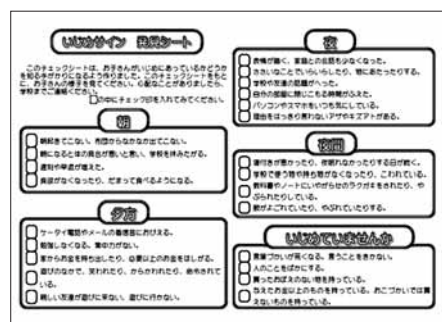 いじめサイン 発見シート
このチェックシートは、お子さんがいじめにあっているかどうか
を知る手がかりになるよう作りました。このチェックシートをもと
に、お子さんの様子を見てください。心配なことがありましたら、
学校までご連絡ください。
□の中にチェック印を入れてみてください。
朝
朝起きてこない。布団からなかなか出てこない。
朝になると体の具合が悪いと言い、学校を休みたがる。
遅刻や早退が増えた。
食欲がなくなったり、だまって食べるようになる。
夕方
ケータイ電話やメールの着信音におびえる。
勉強しなくなる。集中力がない。
家からお金を持ち出したり、必要以上のお金をほしがる。
遊びのなかで、笑われたり、からかわれたり、命令されて
いる。
親しい友達が遊びに来ない、遊びに行かない。
夜
表情が暗く、家族との会話も少なくなった。
ささいなことでいらいらしたり、物にあたったりする。
学校や友達の話題がへった。
自分の部屋に閉じこもる時間がふえた。
パソコンやスマホをいつも気にしている。
理由をはっきり言わないアザやキズアトがある。
夜間
寝付きが悪かったり、夜眠れなかったりする日が続く。
学校で使う物や持ち物がなくなったり、こわれている。
教科書やノートにいやがらせのラクガキをされたり、や
ぶられたりしている。
服がよごれていたり、やぶれていたりする。
いじめていませんか
言葉づかいが荒くなる。言うことをきかない。
人のことをばかにする。
買ったおぼえのない物を持っている。
与えたお金以上のものを持っている。おこづかいでは買
えないものを持っている。